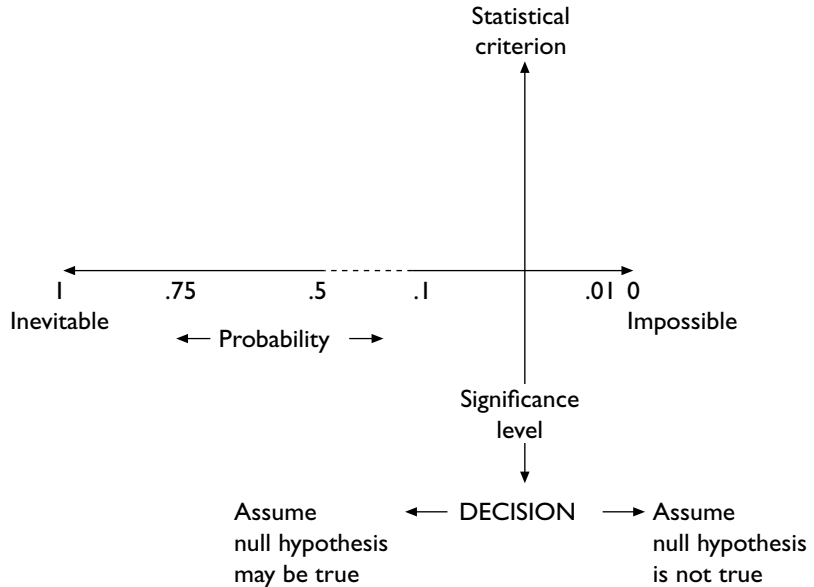 Statistical
criterion
I .75 .5 .1 .01 0
Inevitable
Impossible
Probability
Significance
level
DECISION
Assume
null hypothesis
may be true
Assume
null hypothesis
is not true